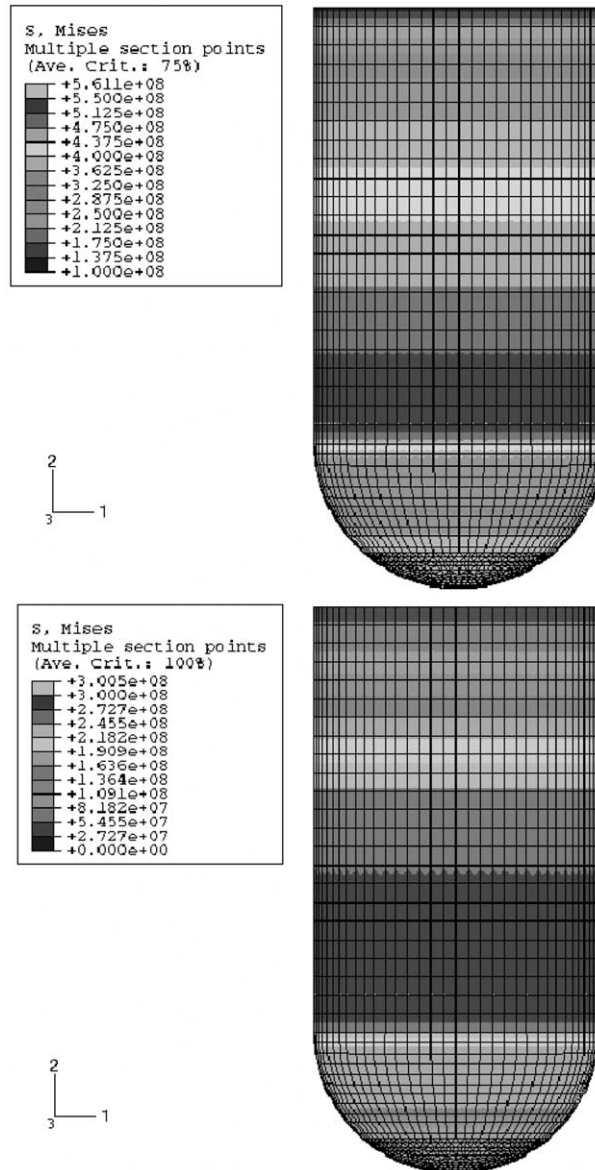 S, Mises
Multiple section points
(Ave. Crit.: 75%)
+5.611e+08
+5.500e+08
+5.125e+08
+4.750e+08
+4.375e+08
+4.000e+08
+3.625e+08
+3.250e+08
+2.875e+08
+2.500e+08
+2.125e+08
+1.750e+08
+1.375e+08
+1.000e+08
2
3
1
S, Mises
Multiple section points
(Ave. Crit.: 100%)
+3.005e+08
+3.000e+08
+2.727e+08
+2.455e+08
+2.182e+08
+1.909e+08
+1.636e+08
+1.364e+08
+1.091e+08
+8.182e+07
+5.455e+07
+2.727e+07
+0.000e+00
2
3
1